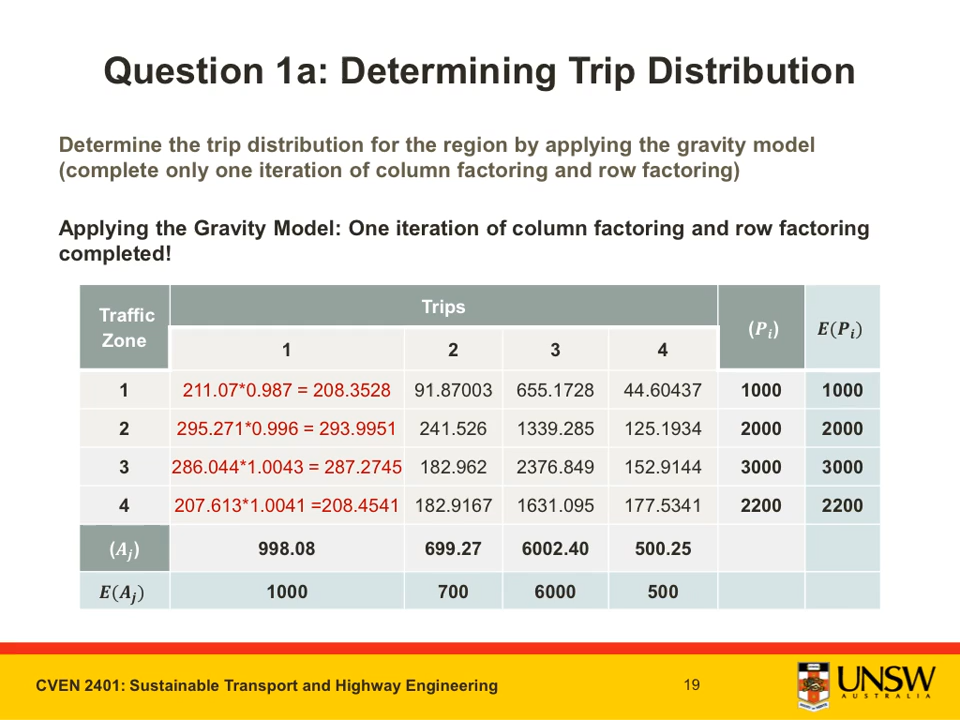 Question 1a: Determining Trip Distribution
Determine the trip distribution for the region by applying the gravity model
(complete only one iteration of column factoring and row factoring)
Applying the Gravity Model: One iteration of column factoring and row factoring
completed!
Traffic Zone Trips (Pᵢ) E(Pᵢ)
1 2 3 4
1 211.07*0.987 = 208.3528 91.87003 655.1728 44.60437 1000 1000
2 295.271*0.996 = 293.9951 241.526 1339.285 125.1934 2000 2000
3 286.044*1.0043 = 287.2745 182.962 2376.849 152.9144 3000 3000
4 207.613*1.0041 =208.4541 182.9167 1631.095 177.5341 2200 2200
(Aⱼ) 998.08 699.27 6002.40 500.25
E(Aⱼ) 1000 700 6000 500
CVEN 2401: Sustainable Transport and Highway Engineering
19
UNSW
AUSTRALIA